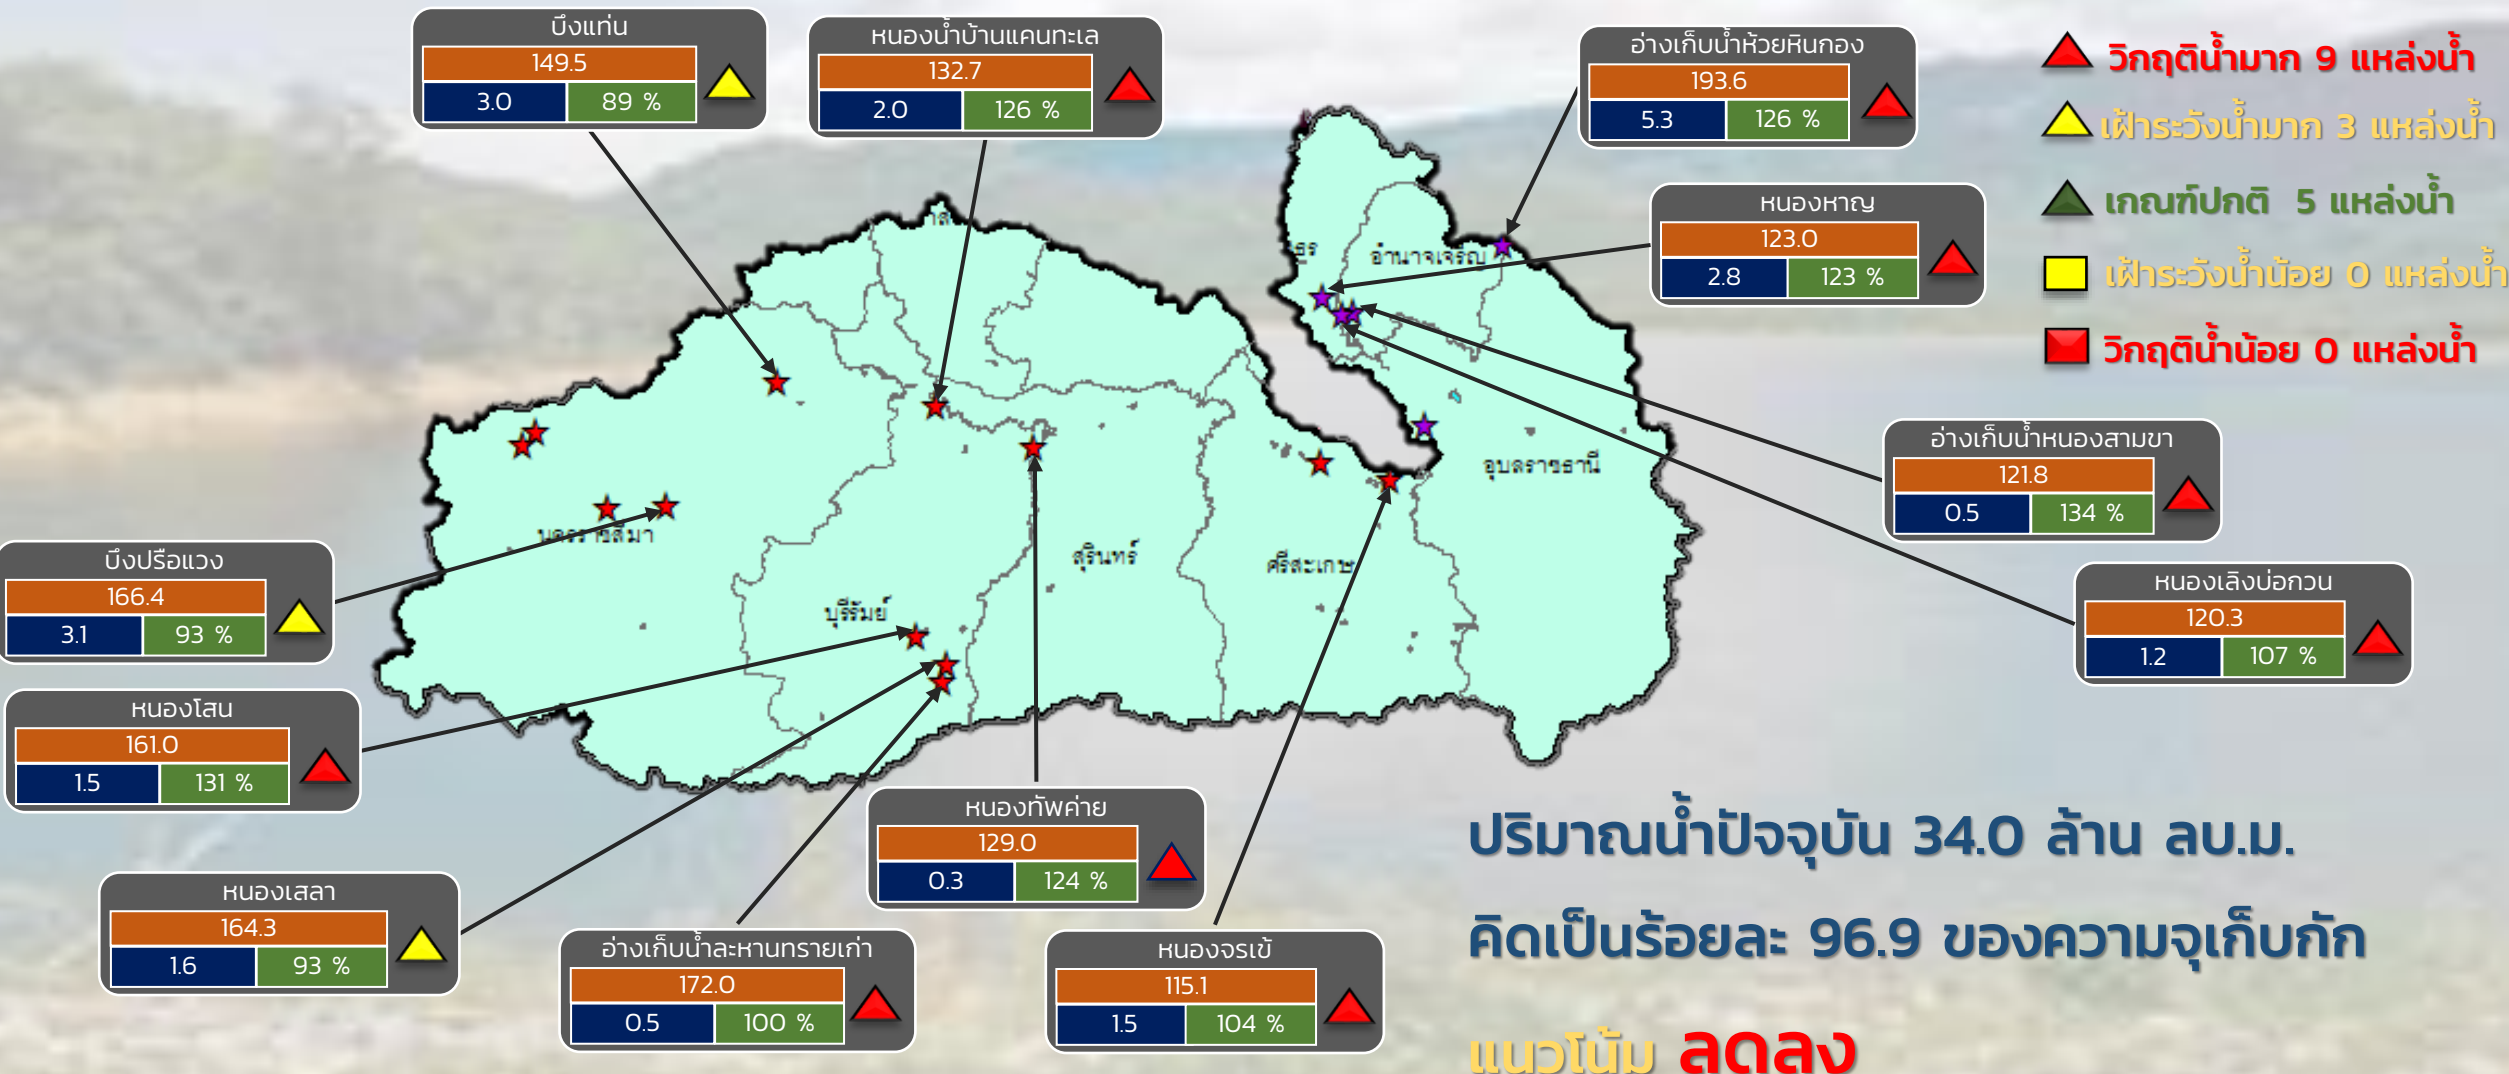 บึงแท่น
149.5
3.0 89 %
หนองน้ำบ้านแคนทะเล
132.7
2.0 126 %
อ่างเก็บน้ำห้วยหินกอง
193.6
5.3 126 %
วิกฤติน้ำมาก 9 แหล่งน้ำ
เฝ้าระวังน้ำมาก 3 แหล่งน้ำ
เกณฑ์ปกติ 5 แหล่งน้ำ
เฝ้าระวังน้ำน้อย 0 แหล่งน้ำ
วิกฤติน้ำน้อย 0 แหล่งน้ำ
หนองหาญ
123.0
2.8 123 %
อำนาจเจริญ
อ่างเก็บน้ำหนองสามขา
121.8
0.5 134 %
อุบลราชธานี
นครราชสีมา
สุรินทร์
ศรีสะเกษ
บุรีรัมย์
บึงปรือแวง
166.4
3.1 93 %
หนองเลิงบ่อกวน
120.3
1.2 107 %
หนองโสน
161.0
1.5 131 %
หนองทัพค่าย
129.0
0.3 124 %
หนองเสลา
164.3
1.6 93 %
อ่างเก็บน้ำละหานทรายเก่า
172.0
0.5 100 %
หนองจรเข้
115.1
1.5 104 %
ปริมาณน้ำปัจจุบัน 34.0 ล้าน ลบ.ม.
คิดเป็นร้อยละ 96.9 ของความจุเก็บกัก
แนวโน้ม ลดลง